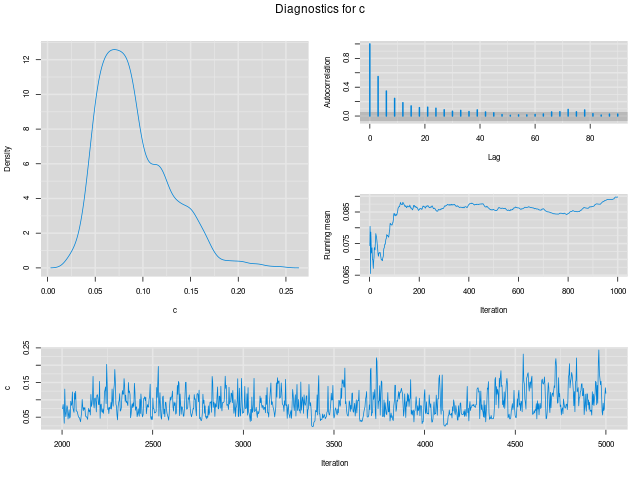 Diagnostics for c
Density
0 2 4 6 8 10 12
0.00 0.05 0.10 0.15 0.20 0.25
c
Autocorrelation
0.0 0.4 0.8
0 20 40 60 80
Lag
Running mean
0.065 0.075 0.085
0 200 400 600 800 1000
Iteration
c
0.05 0.15 0.25
2000 2500 3000 3500 4000 4500 5000
Iteration